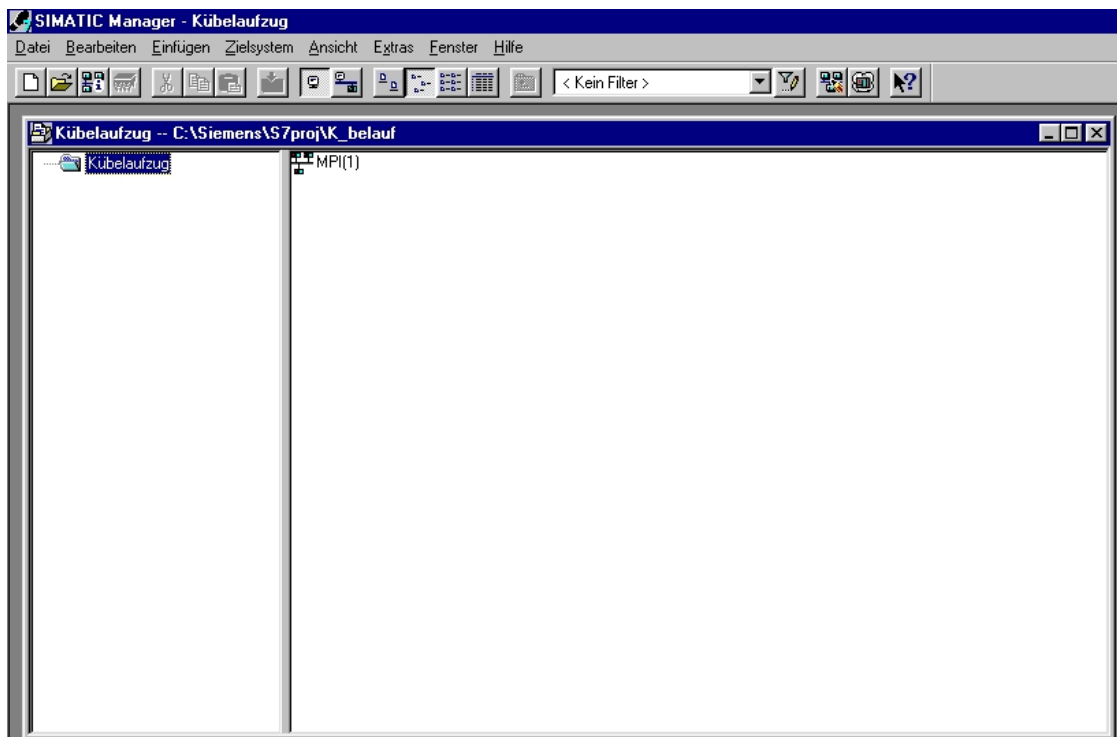 SIMATIC Manager - Kübelaufzug
Datei Bearbeiten Einfügen Zielsystem Ansicht Extras Fenster Hilfe
< Kein Filter >
Kübelaufzug -- C:\Siemens\S7proj\K_belauf
Kübelaufzug
MPI(1)